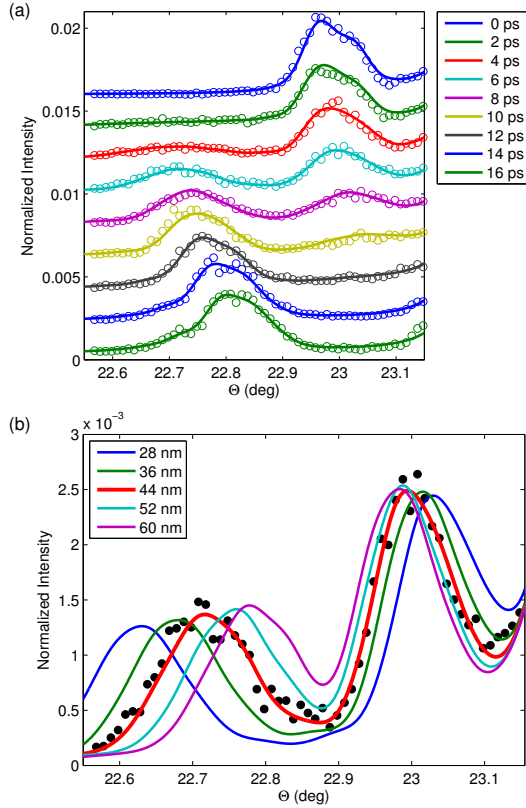 (a)
0.02
0.015
0.01
0.005
0
Normalized Intensity
22.6 22.7 22.8 22.9 23 23.1
Θ (deg)
0 ps
2 ps
4 ps
6 ps
8 ps
10 ps
12 ps
14 ps
16 ps
(b)
x 10⁻³
3
2.5
2
1.5
1
0.5
0
Normalized Intensity
28 nm
36 nm
44 nm
52 nm
60 nm
22.6 22.7 22.8 22.9 23 23.1
Θ (deg)